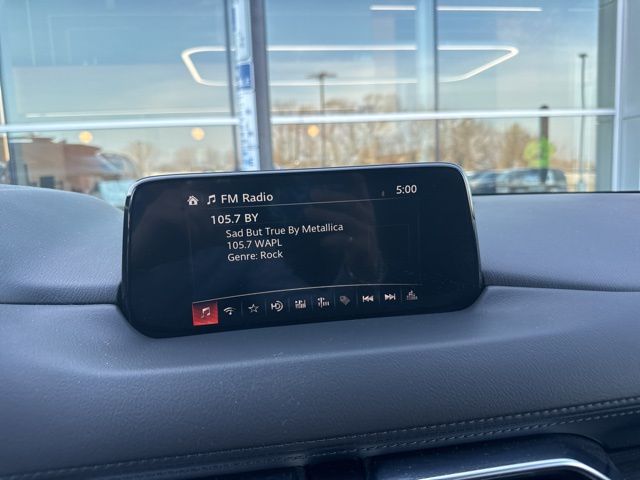 FM Radio 5:00
105.7 BY
Sad But True By Metallica
105.7 WAPL
Genre: Rock